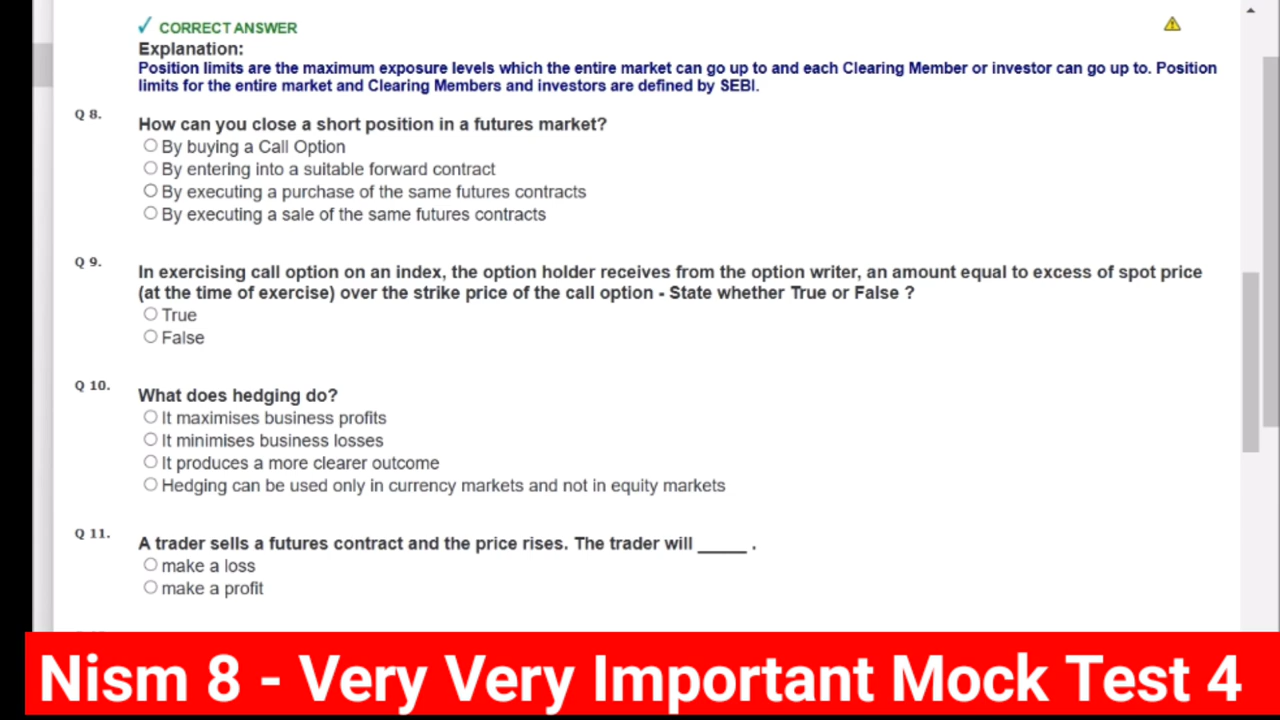 ✓ CORRECT ANSWER
Explanation:
Position limits are the maximum exposure levels which the entire market can go up to and each Clearing Member or investor can go up to. Position
limits for the entire market and Clearing Members and investors are defined by SEBI.
Q 8.
How can you close a short position in a futures market?
By buying a Call Option
By entering into a suitable forward contract
By executing a purchase of the same futures contracts
By executing a sale of the same futures contracts
Q 9.
In exercising call option on an index, the option holder receives from the option writer, an amount equal to excess of spot price
(at the time of exercise) over the strike price of the call option - State whether True or False ?
True
False
Q 10.
What does hedging do?
It maximises business profits
It minimises business losses
It produces a more clearer outcome
Hedging can be used only in currency markets and not in equity markets
Q 11.
A trader sells a futures contract and the price rises. The trader will _____ .
make a loss
make a profit
Nism 8 - Very Very Important Mock Test 4